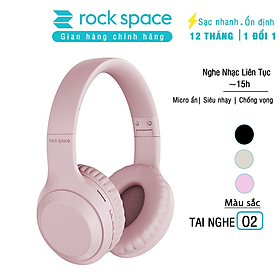 rock space
Gian hàng chính hãng
Sạc nhanh. Ổn định
12 THÁNG | 1 ĐỔI 1
Nghe Nhạc Liên Tục
~15h
Micro ẩn| Siêu nhạy | Chống vọng
rock space
Màu sắc
TAI NGHE 02